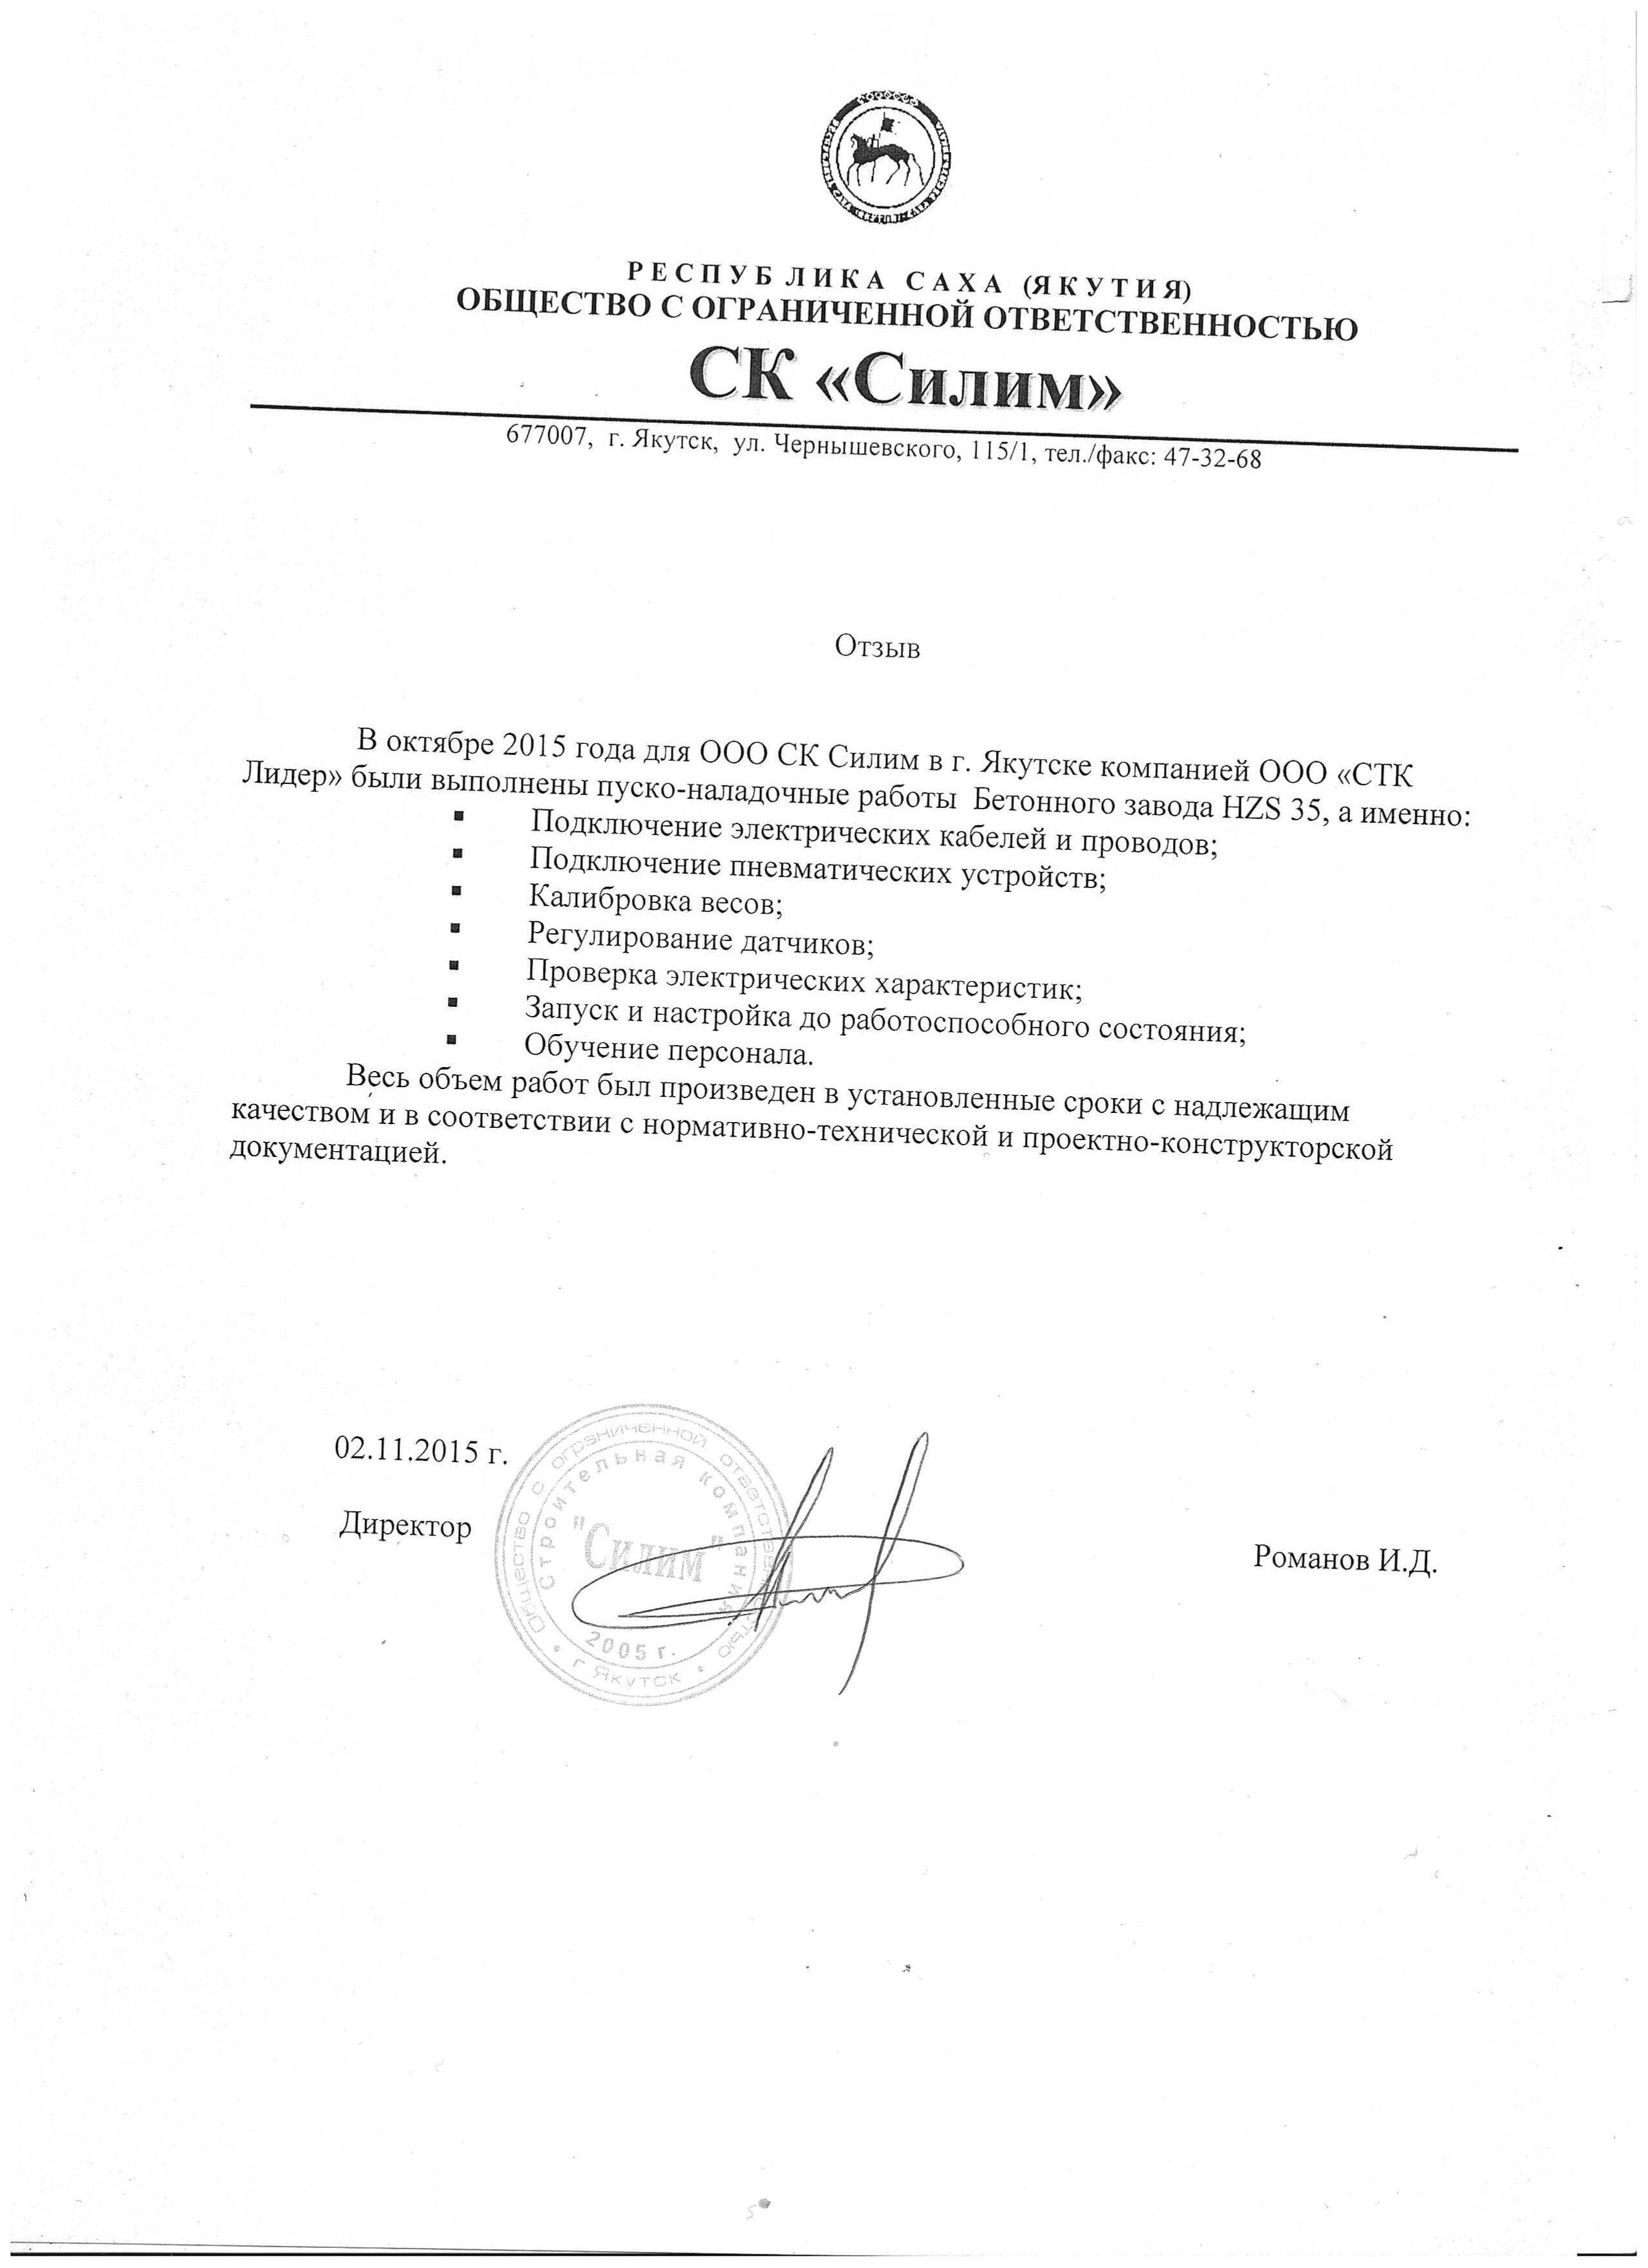 РЕСПУБЛИКА САХА (ЯКУТИЯ)
ОБЩЕСТВО С ОГРАНИЧЕННОЙ ОТВЕТСТВЕННОСТЬЮ
СК «Силим»
677007, г. Якутск, ул. Чернышевского, 115/1, тел./факс: 47-32-68
Отзыв
В октябре 2015 года для ООО СК Силим в г. Якутске компанией ООО «СТК
Лидер» были выполнены пуско-наладочные работы Бетонного завода HZS 35, а именно:
▪ Подключение электрических кабелей и проводов;
▪ Подключение пневматических устройств;
▪ Калибровка весов;
▪ Регулирование датчиков;
▪ Проверка электрических характеристик;
▪ Запуск и настройка до работоспособного состояния;
▪ Обучение персонала.
Весь объем работ был произведен в установленные сроки с надлежащим
качеством и в соответствии с нормативно-технической и проектно-конструкторской
документацией.
02.11.2015 г.
Директор
Романов И.Д.
Общество с ограниченной ответственностью
Строительная компания
"Силим"
2005 г.
г Якутск